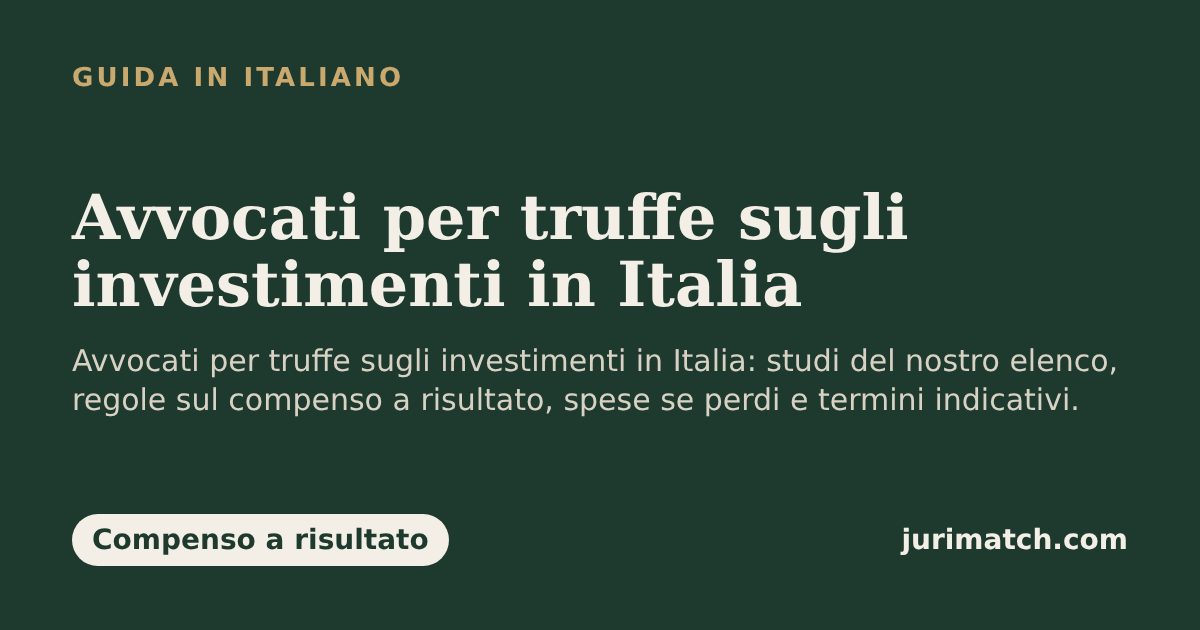 GUIDA IN ITALIANO
Avvocati per truffe sugli
investimenti in Italia
Avvocati per truffe sugli investimenti in Italia: studi del nostro elenco,
regole sul compenso a risultato, spese se perdi e termini indicativi.
Compenso a risultato
jurimatch.com